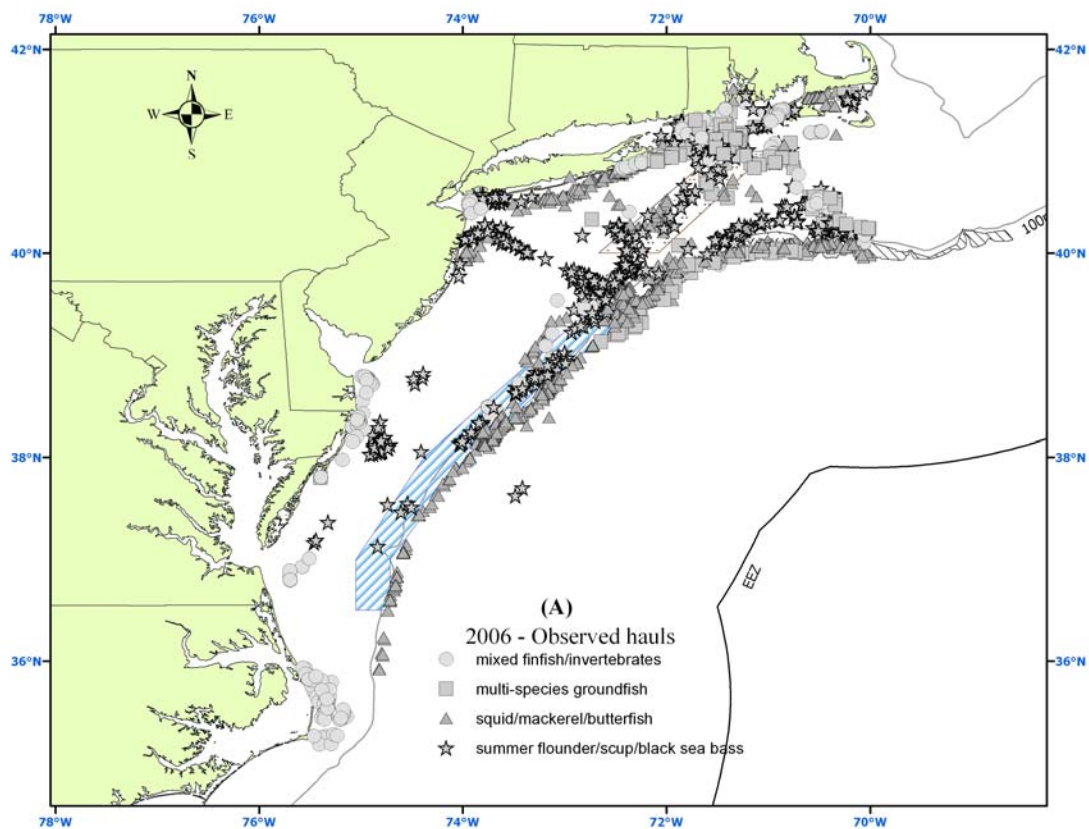 78°W 76°W 74°W 72°W 70°W
42°N 42°N
N
W E
S
100m
40°N 40°N
38°N 38°N
EEZ
(A)
2006 - Observed hauls
36°N 36°N
mixed finfish/invertebrates
multi-species groundfish
squid/mackerel/butterfish
summer flounder/scup/black sea bass
78°W 76°W 74°W 72°W 70°W